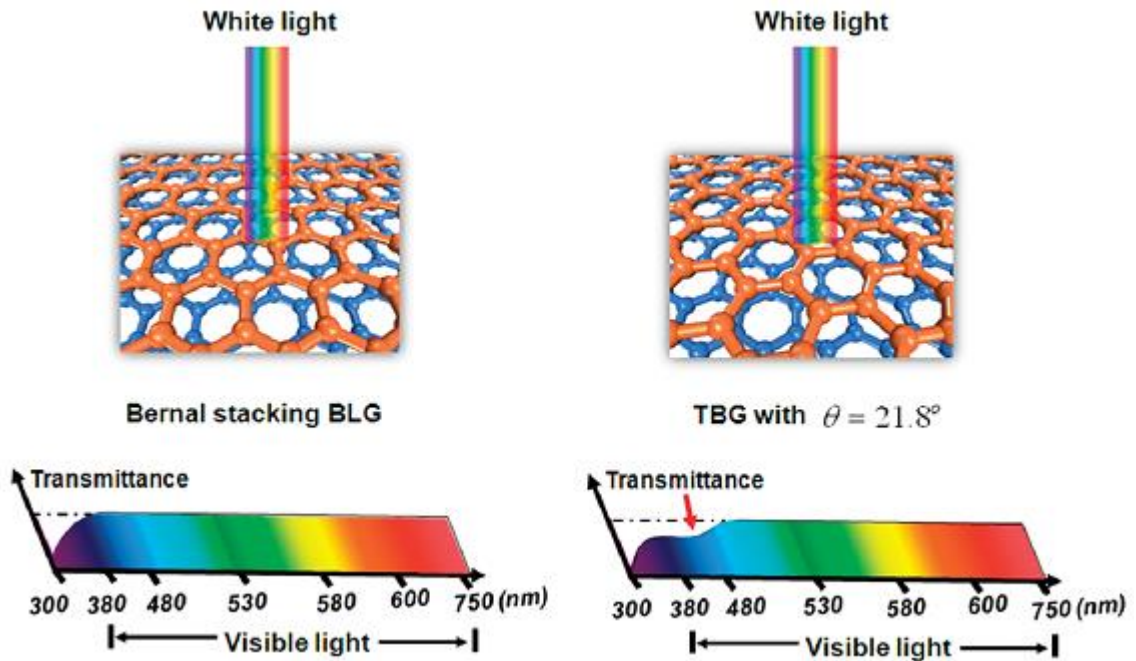 White light
White light
Bernal stacking BLG
TBG with θ = 21.8°
Transmittance
300 380 480 530 580 600 750 (nm)
Visible light
Transmittance
300 380 480 530 580 600 750 (nm)
Visible light